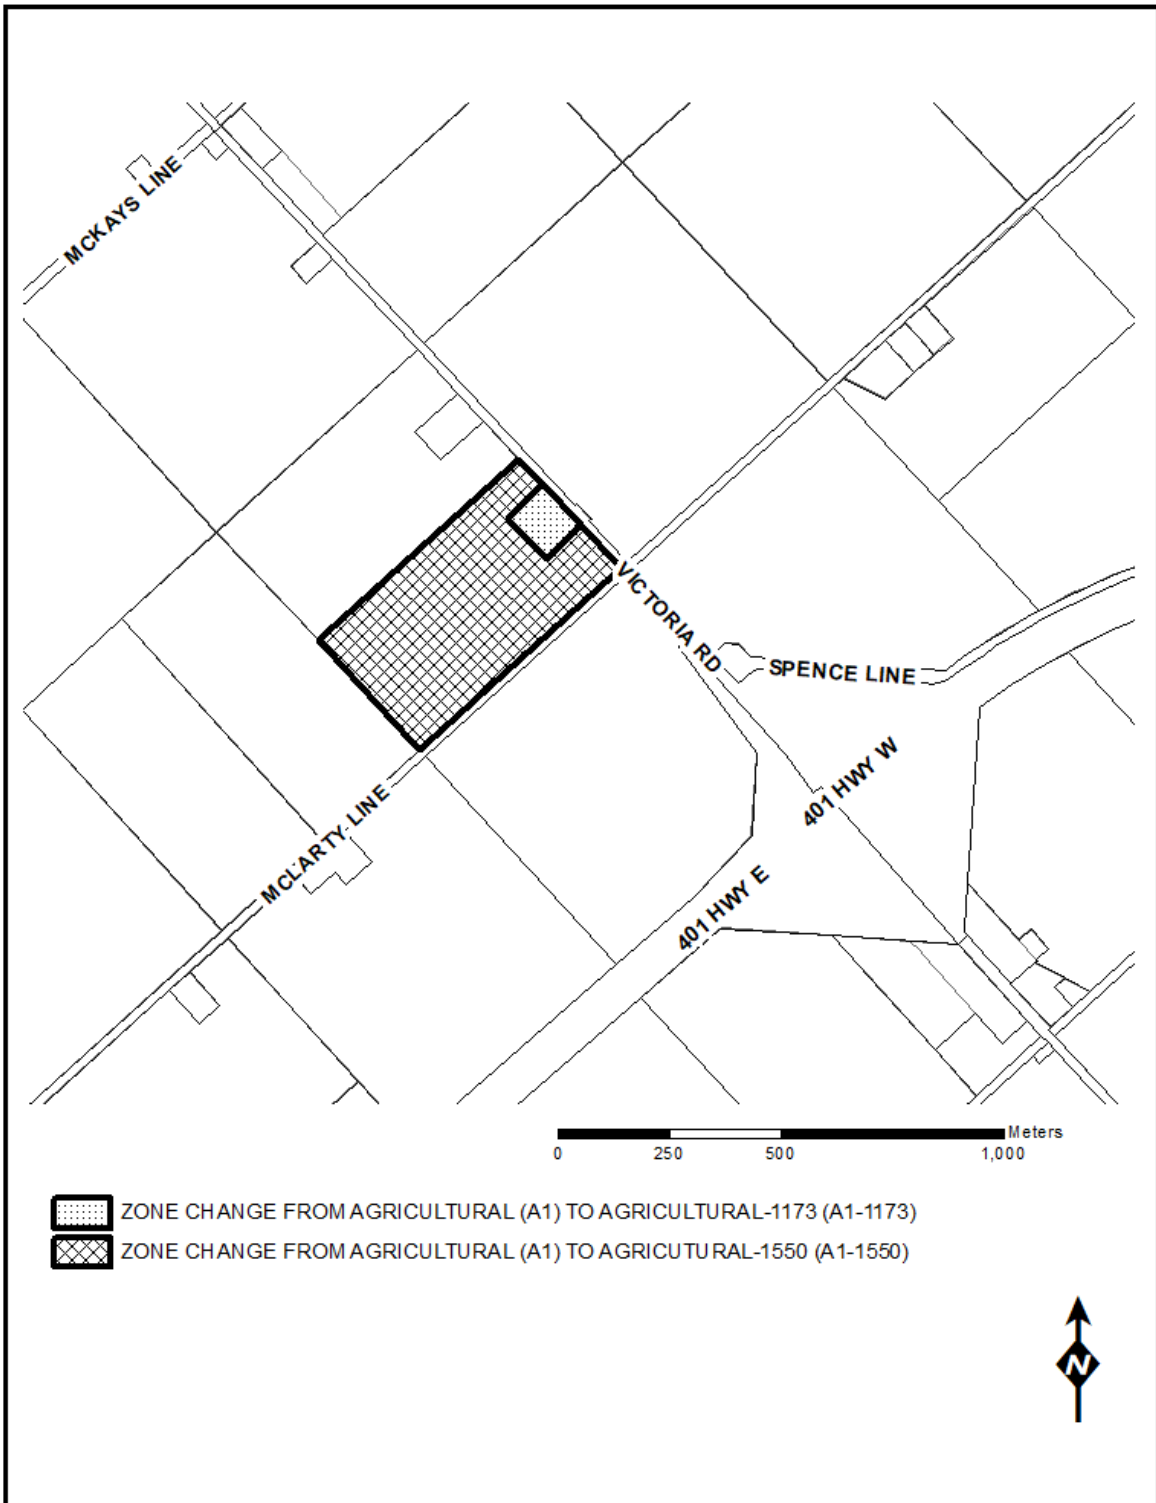 MCKAYS LINE
VICTORIA RD
SPENCE LINE
401 HWY W
MCLARTY LINE
401 HWY E
Meters
0 250 500 1,000
ZONE CHANGE FROM AGRICULTURAL (A1) TO AGRICULTURAL-1173 (A1-1173)
ZONE CHANGE FROM AGRICULTURAL (A1) TO AGRICUTURAL-1550 (A1-1550)
N